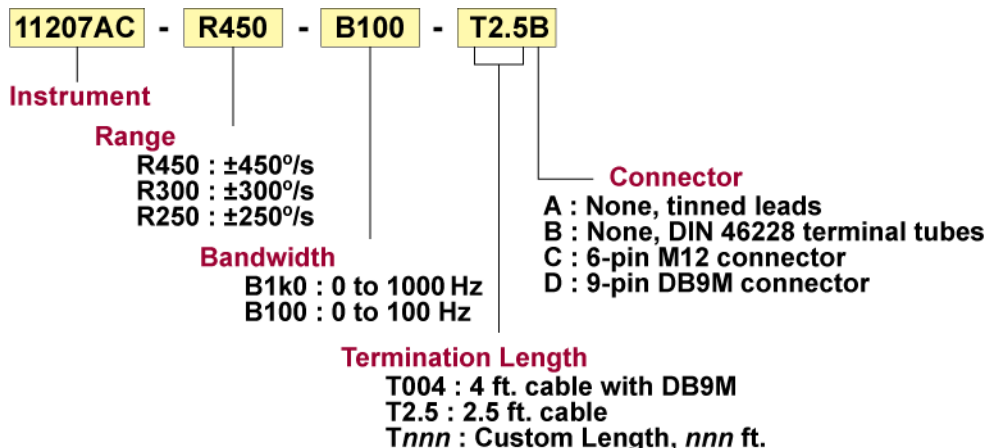 11207AC - R450 - B100 - T2.5B
Instrument
Range
R450 : ±450º/s
R300 : ±300º/s
R250 : ±250º/s
Connector
A : None, tinned leads
B : None, DIN 46228 terminal tubes
C : 6-pin M12 connector
D : 9-pin DB9M connector
Bandwidth
B1k0 : 0 to 1000 Hz
B100 : 0 to 100 Hz
Termination Length
T004 : 4 ft. cable with DB9M
T2.5 : 2.5 ft. cable
Tnnn : Custom Length, nnn ft.